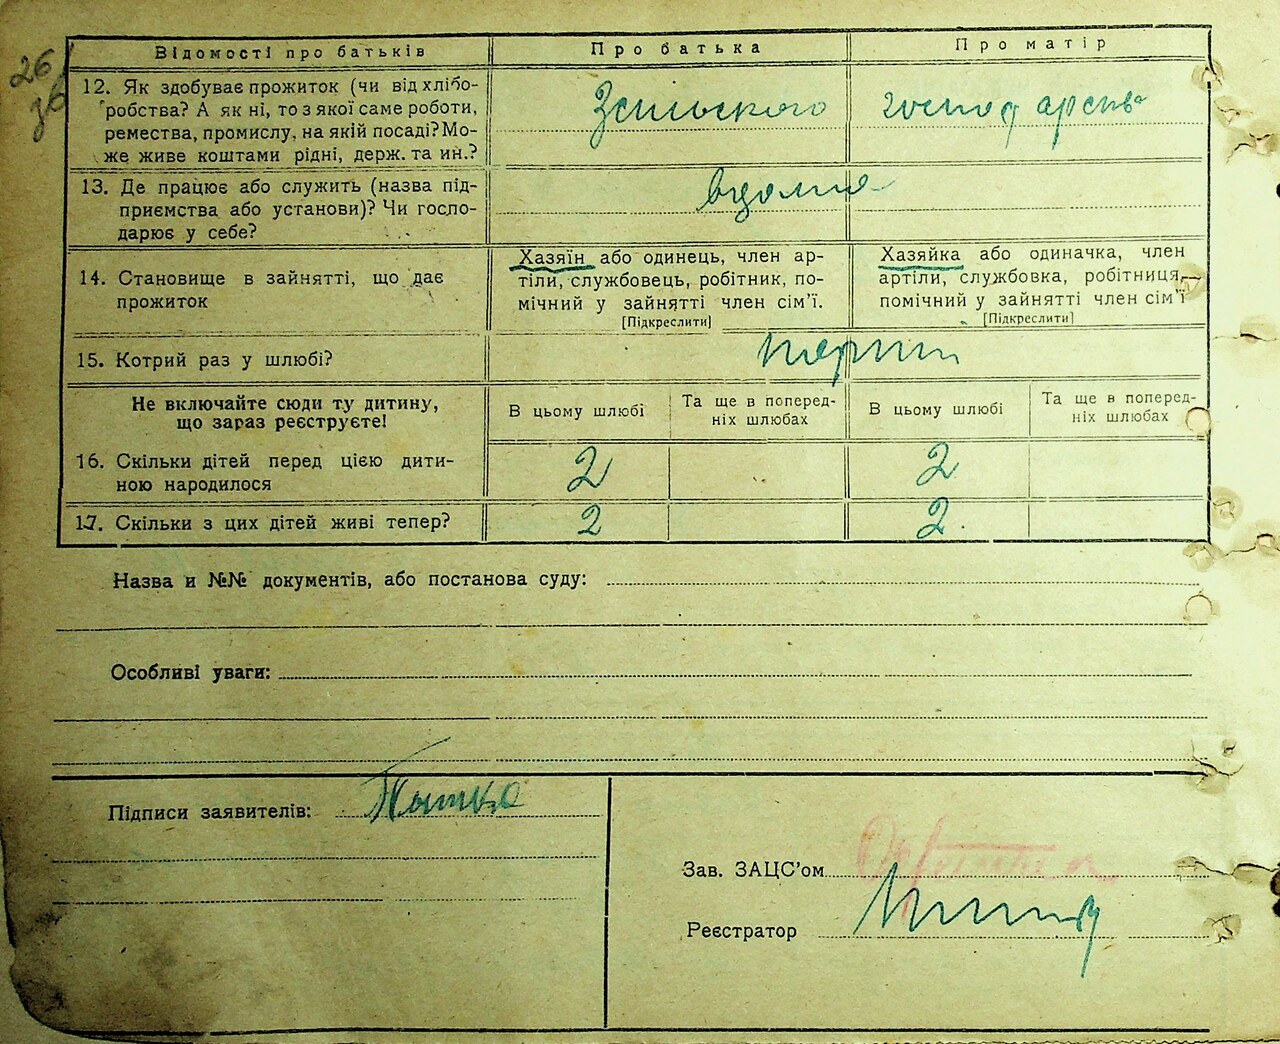 26
зв
Відомості про батьків Про батька Про матір
12. Як здобуває прожиток (чи від хлібо-
робства? А як ні, то з якої саме роботи,
ремества, промислу, на якій посаді? Мо-
же живе коштами рідні, держ. та ин.?
Зсильского господарства
13. Де працює або служить (назва під-
приємства або установи)? Чи госпо-
дарює у себе?
вдома
14. Становище в зайнятті, що дає
прожиток
Хазяїн або одинець, член ар-
тіли, службовець, робітник, по-
мічний у зайнятті член сім'ї.
[Підкреслити]
Хазяйка або одиначка, член
артіли, службовка, робітниця,
помічний у зайнятті член сім'ї
[Підкреслити]
15. Котрий раз у шлюбі?
перший
Не включайте сюди ту дитину,
що зараз реєструєте!
В цьому шлюбі
Та ще в поперед-
ніх шлюбах
В цьому шлюбі
Та ще в поперед-
ніх шлюбах
16. Скільки дітей перед цією дити-
ною народилося
2 2
17. Скільки з цих дітей живі тепер? 2 2
Назва и №№ документів, або постанова суду:
Особливі уваги:
Підписи заявителів:
Зав. ЗАЦС'ом
Реєстратор